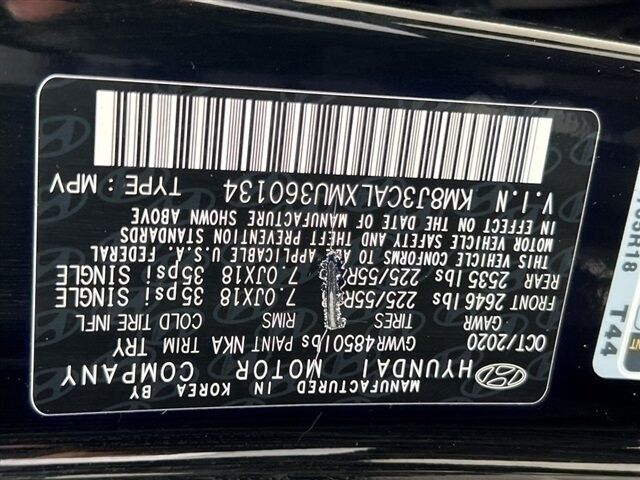 MANUFACTURED IN KOREA BY
HYUNDAI MOTOR COMPANY
OCT/2020 GVWR 4850 lbs PAINT NKA TRIM TRY
GAWR TIRES RIMS COLD TIRE INFL
FRONT 2646 lbs 225/55R 7.0JX18 35psi SINGLE
REAR 2535 lbs 225/55R 7.0JX18 35psi SINGLE
THIS VEHICLE CONFORMS TO ALL APPLICABLE U.S.A. FEDERAL
MOTOR VEHICLE SAFETY AND THEFT PREVENTION STANDARDS
IN EFFECT ON THE DATE OF MANUFACTURE SHOWN ABOVE
V.I.N KM8J3CALXMU360134 TYPE : MPV
T44